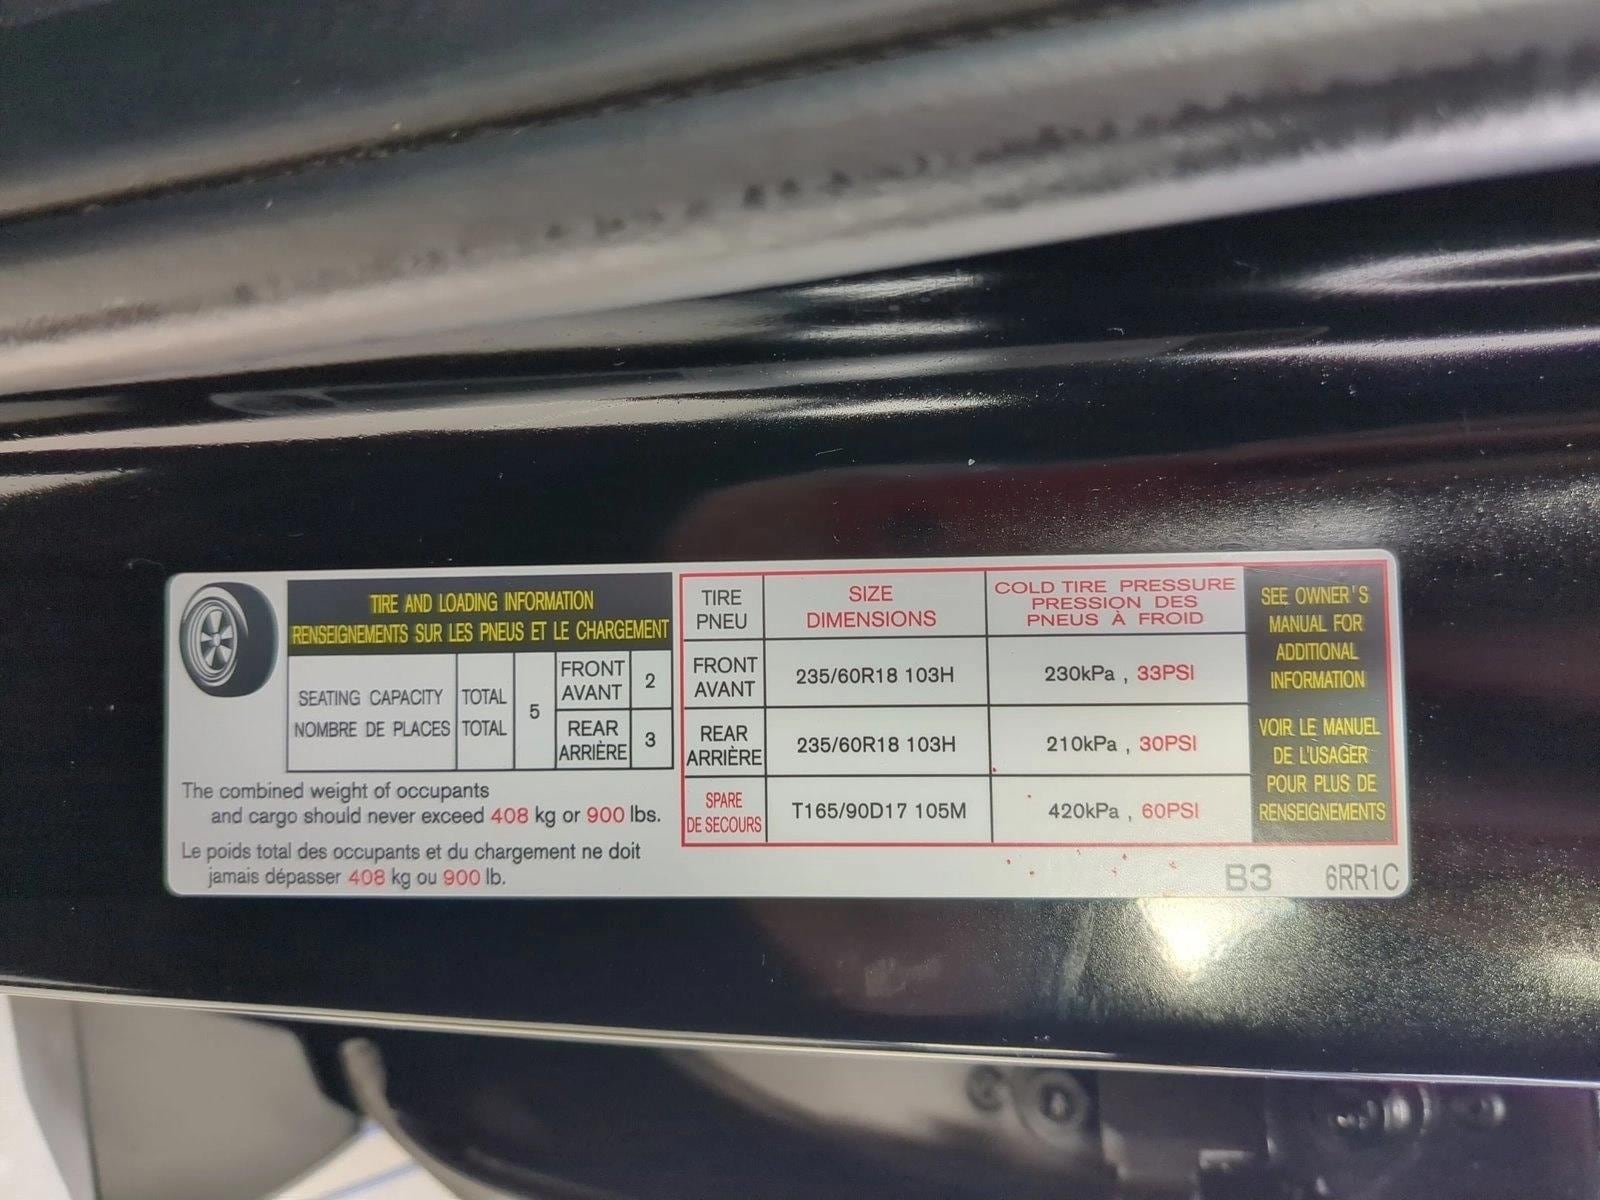 TIRE AND LOADING INFORMATION
RENSEIGNEMENTS SUR LES PNEUS ET LE CHARGEMENT
SEATING CAPACITY TOTAL
NOMBRE DE PLACES TOTAL
5
FRONT
AVANT
2
REAR
ARRIÈRE
3
The combined weight of occupants
and cargo should never exceed 408 kg or 900 lbs.
Le poids total des occupants et du chargement ne doit
jamais dépasser 408 kg ou 900 lb.
TIRE
PNEU
SIZE
DIMENSIONS
COLD TIRE PRESSURE
PRESSION DES
PNEUS À FROID
FRONT
AVANT
235/60R18 103H
230kPa , 33PSI
REAR
ARRIÈRE
235/60R18 103H
210kPa , 30PSI
SPARE
DE SECOURS
T165/90D17 105M
420kPa , 60PSI
SEE OWNER'S
MANUAL FOR
ADDITIONAL
INFORMATION
VOIR LE MANUEL
DE L'USAGER
POUR PLUS DE
RENSEIGNEMENTS
B3 6RR1C